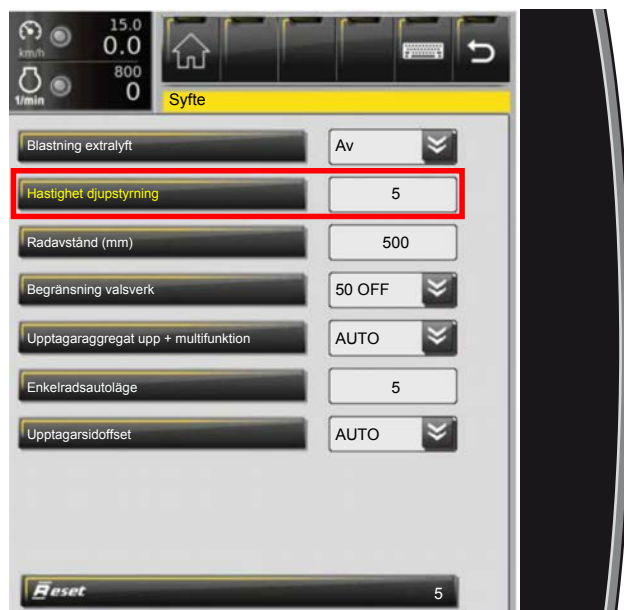 15.0
km/h 0.0
800
1/min 0
Syfte
Blastning extralyft Av
Hastighet djupstyrning 5
Radavstånd (mm) 500
Begränsning valsverk 50 OFF
Upptagaraggregat upp + multifunktion AUTO
Enkelradsautoläge 5
Upptagarsidoffset AUTO
Reset 5